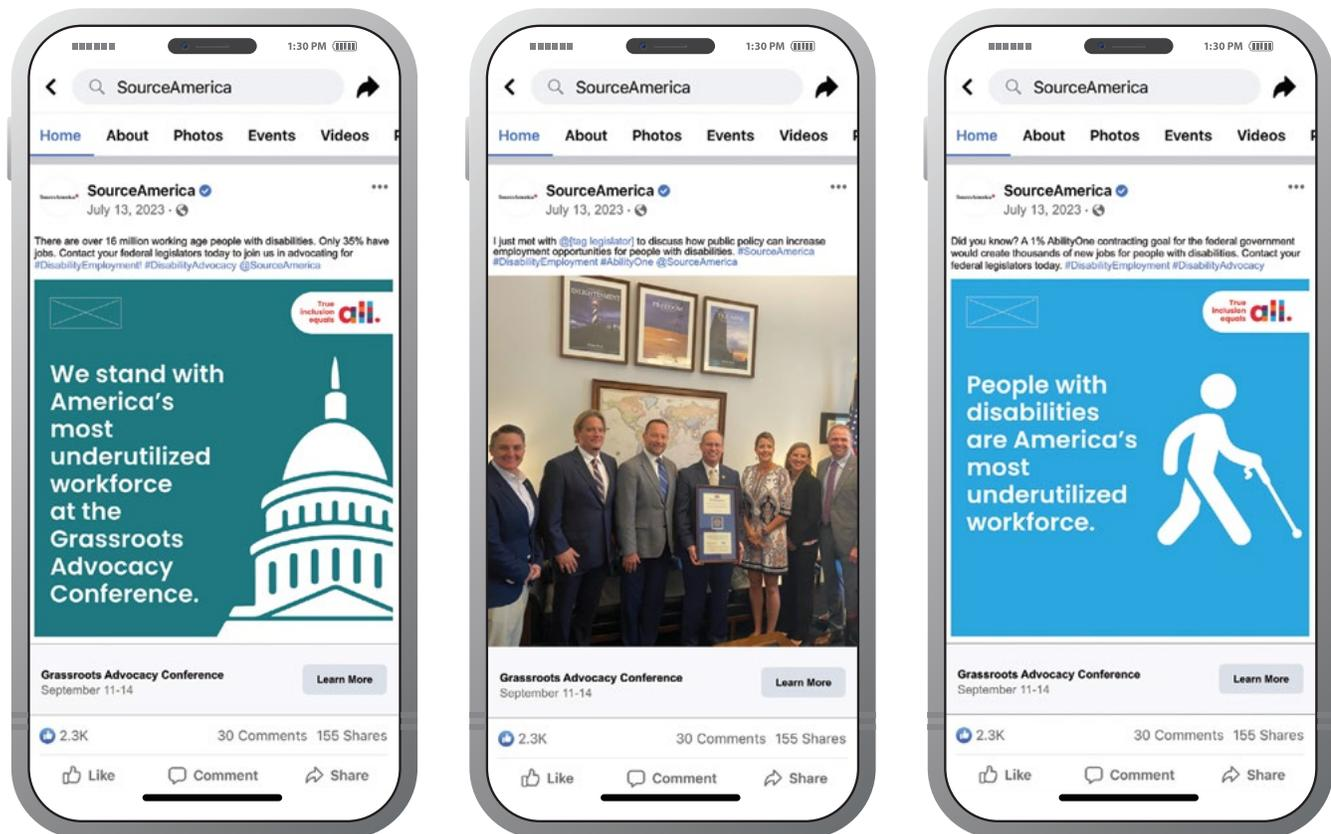 1:30 PM
SourceAmerica
Home About Photos Events Videos
SourceAmerica
July 13, 2023 ·
There are over 16 million working age people with disabilities. Only 35% have
jobs. Contact your federal legislators today to join us in advocating for
#DisabilityEmployment! #DisabilityAdvocacy @SourceAmerica
True
inclusion
equals
all.
We stand with
America's
most
underutilized
workforce
at the
Grassroots
Advocacy
Conference.
Grassroots Advocacy Conference
September 11-14
Learn More
2.3K 30 Comments 155 Shares
Like Comment Share
1:30 PM
SourceAmerica
Home About Photos Events Videos
SourceAmerica
July 13, 2023 ·
I just met with @[tag legislator] to discuss how public policy can increase
employment opportunities for people with disabilities. #SourceAmerica
#DisabilityEmployment #AbilityOne @SourceAmerica
ENLIGHTENMENT
FREEDOM
Grassroots Advocacy Conference
September 11-14
Learn More
2.3K 30 Comments 155 Shares
Like Comment Share
1:30 PM
SourceAmerica
Home About Photos Events Videos
SourceAmerica
July 13, 2023 ·
Did you know? A 1% AbilityOne contracting goal for the federal government
would create thousands of new jobs for people with disabilities. Contact your
federal legislators today. #DisabilityEmployment #DisabilityAdvocacy
True
inclusion
equals
all.
People with
disabilities
are America's
most
underutilized
workforce.
Grassroots Advocacy Conference
September 11-14
Learn More
2.3K 30 Comments 155 Shares
Like Comment Share